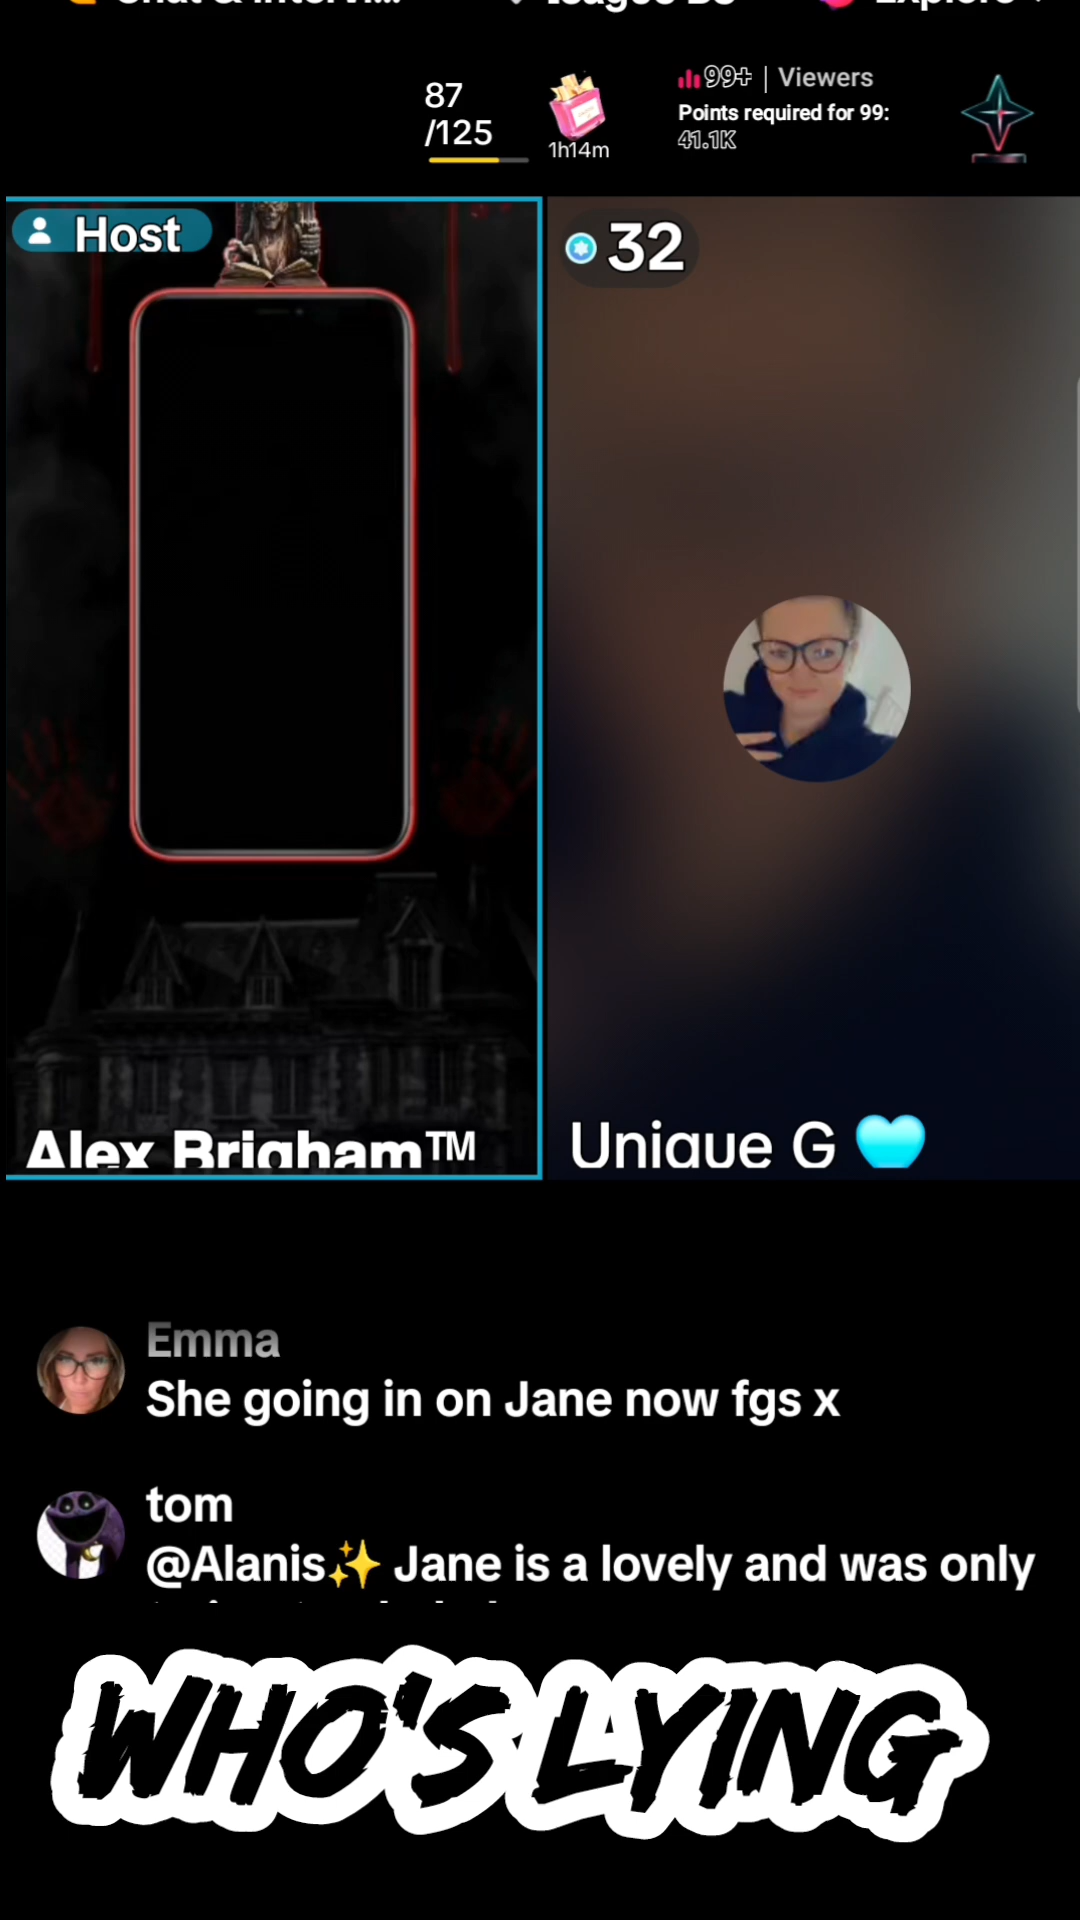 87
/125
1h14m
99+ | Viewers
Points required for 99:
41.1K
Host
32
Alex Brigham™
Unique G 🩵
Emma
She going in on Jane now fgs x
tom
@Alanis✨ Jane is a lovely and was only
WHO'S LYING